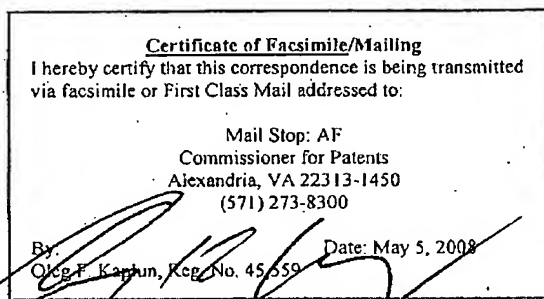 Certificate of Facsimile/Mailing
I hereby certify that this correspondence is being transmitted
via facsimile or First Class Mail addressed to:
Mail Stop: AF
Commissioner for Patents
Alexandria, VA 22313-1450
(571) 273-8300
By: Date: May 5, 2008
Oleg F. Kaplun, Reg. No. 45,559